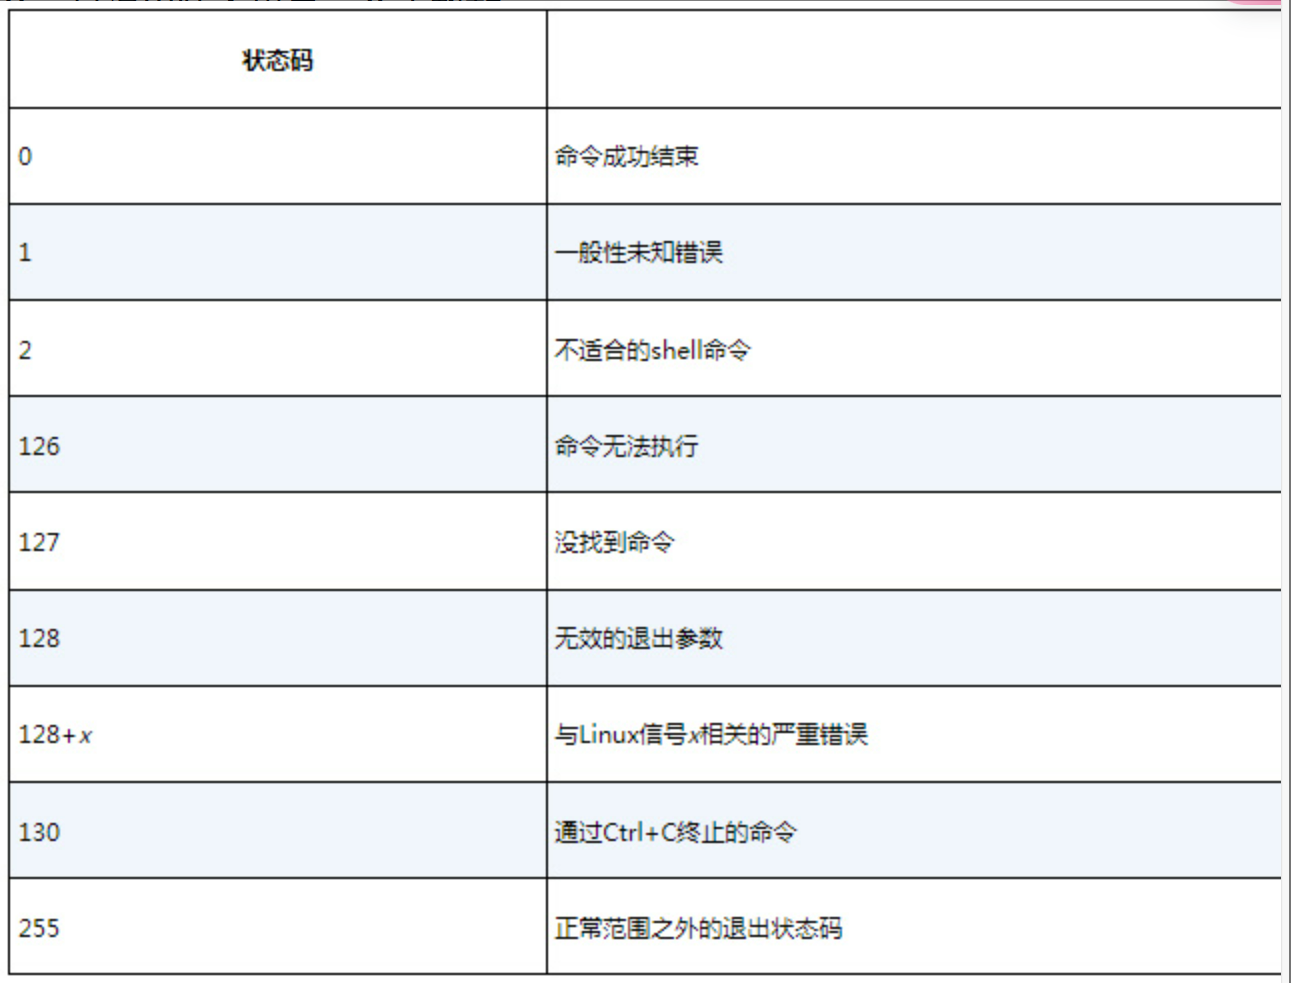 状态码
0 命令成功结束
1 一般性未知错误
2 不适合的shell命令
126 命令无法执行
127 没找到命令
128 无效的退出参数
128+x 与Linux信号x相关的严重错误
130 通过Ctrl+C终止的命令
255 正常范围之外的退出状态码